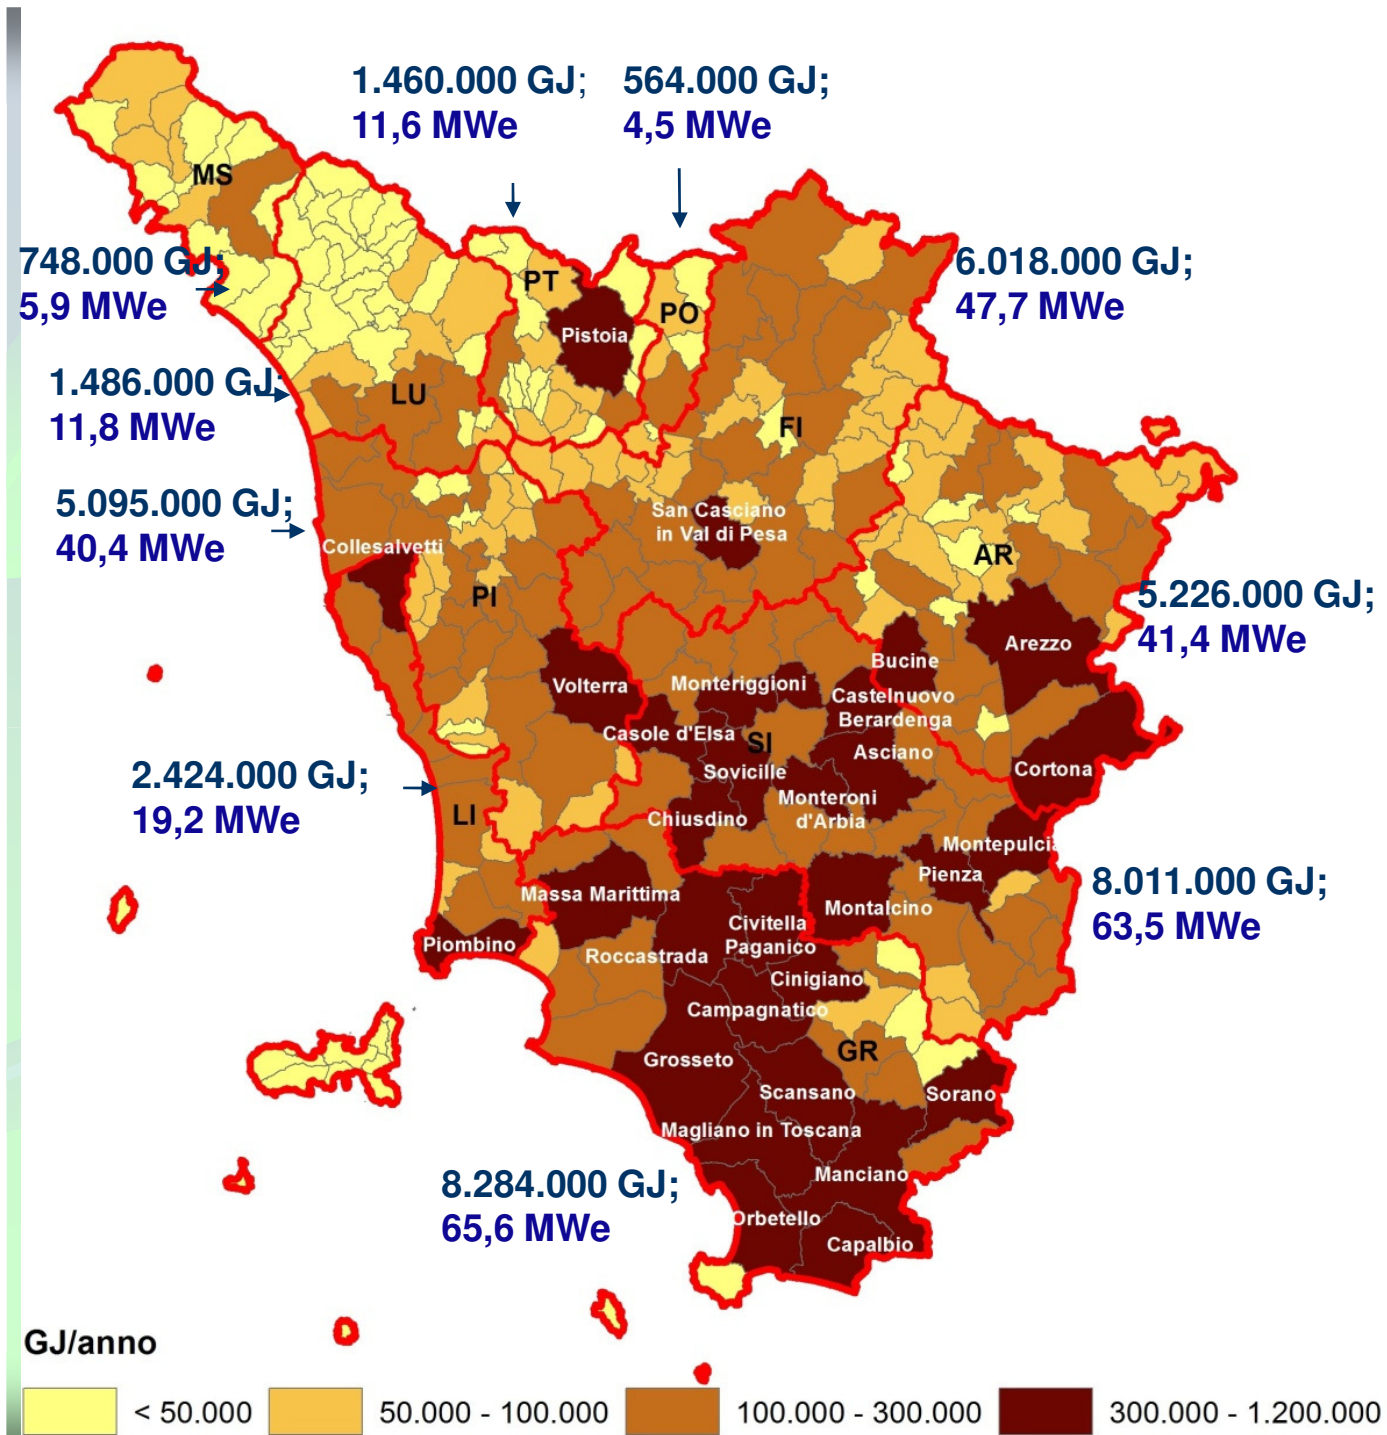 1.460.000 GJ;
11,6 MWe
564.000 GJ;
4,5 MWe
MS
748.000 GJ;
5,9 MWe
PT
Pistoia
PO
6.018.000 GJ;
47,7 MWe
1.486.000 GJ;
11,8 MWe
LU
FI
5.095.000 GJ;
40,4 MWe
San Casciano
in Val di Pesa
Collesalvetti
AR
PI
5.226.000 GJ;
41,4 MWe
Arezzo
Bucine
Volterra
Monteriggioni
Castelnuovo
Berardenga
Casole d'Elsa
SI
Asciano
Sovicille
Cortona
2.424.000 GJ;
19,2 MWe
LI
Monteroni
d'Arbia
Chiusdino
Montepulcia
Pienza
8.011.000 GJ;
63,5 MWe
Massa Marittima
Montalcino
Civitella
Paganico
Piombino
Roccastrada
Cinigiano
Campagnatico
GR
Grosseto
Scansano
Sorano
Magliano in Toscana
Manciano
8.284.000 GJ;
65,6 MWe
Orbetello
Capalbio
GJ/anno
< 50.000
50.000 - 100.000
100.000 - 300.000
300.000 - 1.200.000